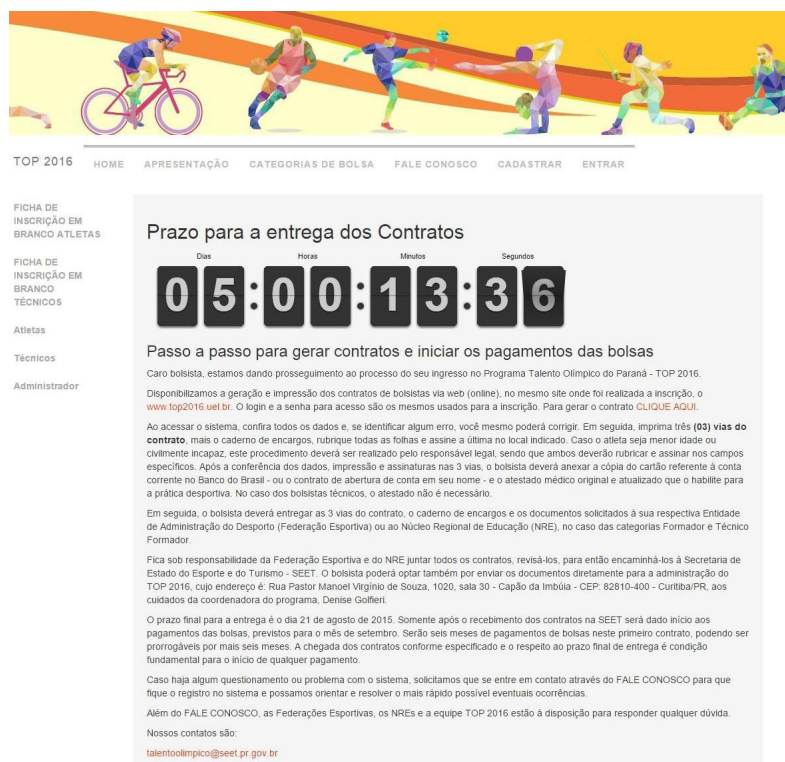 TOP 2016 HOME APRESENTAÇÃO CATEGORIAS DE BOLSA FALE CONOSCO CADASTRAR ENTRAR
FICHA DE
INSCRIÇÃO EM
BRANCO ATLETAS
FICHA DE
INSCRIÇÃO EM
BRANCO
TÉCNICOS
Atletas
Técnicos
Administrador
Prazo para a entrega dos Contratos
Dias Horas Minutos Segundos
05:00:13:36
Passo a passo para gerar contratos e iniciar os pagamentos das bolsas
Caro bolsista, estamos dando prosseguimento ao processo do seu ingresso no Programa Talento Olímpico do Paraná - TOP 2016.
Disponibilizamos a geração e impressão dos contratos de bolsistas via web (online), no mesmo site onde foi realizada a inscrição, o
www.top2016.uel.br. O login e a senha para acesso são os mesmos usados para a inscrição. Para gerar o contrato CLIQUE AQUI.
Ao acessar o sistema, confira todos os dados e, se identificar algum erro, você mesmo poderá corrigir. Em seguida, imprima três (03) vias do
contrato, mais o caderno de encargos, rubrique todas as folhas e assine a última no local indicado. Caso o atleta seja menor idade ou
civilmente incapaz, este procedimento deverá ser realizado pelo responsável legal, sendo que ambos deverão rubricar e assinar nos campos
específicos. Após a conferência dos dados, impressão e assinaturas nas 3 vias, o bolsista deverá anexar a cópia do cartão referente à conta
corrente no Banco do Brasil - ou o contrato de abertura de conta em seu nome - e o atestado médico original e atualizado que o habilite para
a prática desportiva. No caso dos bolsistas técnicos, o atestado não é necessário.
Em seguida, o bolsista deverá entregar as 3 vias do contrato, o caderno de encargos e os documentos solicitados à sua respectiva Entidade
de Administração do Desporto (Federação Esportiva) ou ao Núcleo Regional de Educação (NRE), no caso das categorias Formador e Técnico
Formador.
Fica sob responsabilidade da Federação Esportiva e do NRE juntar todos os contratos, revisá-los, para então encaminhá-los à Secretaria de
Estado do Esporte e do Turismo - SEET. O bolsista poderá optar também por enviar os documentos diretamente para a administração do
TOP 2016, cujo endereço é: Rua Pastor Manoel Virgínio de Souza, 1020, sala 30 - Capão da Imbúia - CEP: 82810-400 - Curitiba/PR, aos
cuidados da coordenadora do programa, Denise Golfieri.
O prazo final para a entrega é o dia 21 de agosto de 2015. Somente após o recebimento dos contratos na SEET será dado início aos
pagamentos das bolsas, previstos para o mês de setembro. Serão seis meses de pagamentos de bolsas neste primeiro contrato, podendo ser
prorrogáveis por mais seis meses. A chegada dos contratos conforme especificado e o respeito ao prazo final de entrega é condição
fundamental para o início de qualquer pagamento.
Caso haja algum questionamento ou problema com o sistema, solicitamos que se entre em contato através do FALE CONOSCO para que
fique o registro no sistema e possamos orientar e resolver o mais rápido possível eventuais ocorrências.
Além do FALE CONOSCO, as Federações Esportivas, os NREs e a equipe TOP 2016 estão à disposição para responder qualquer dúvida.
Nossos contatos são:
talentoolimpico@seet.pr.gov.br